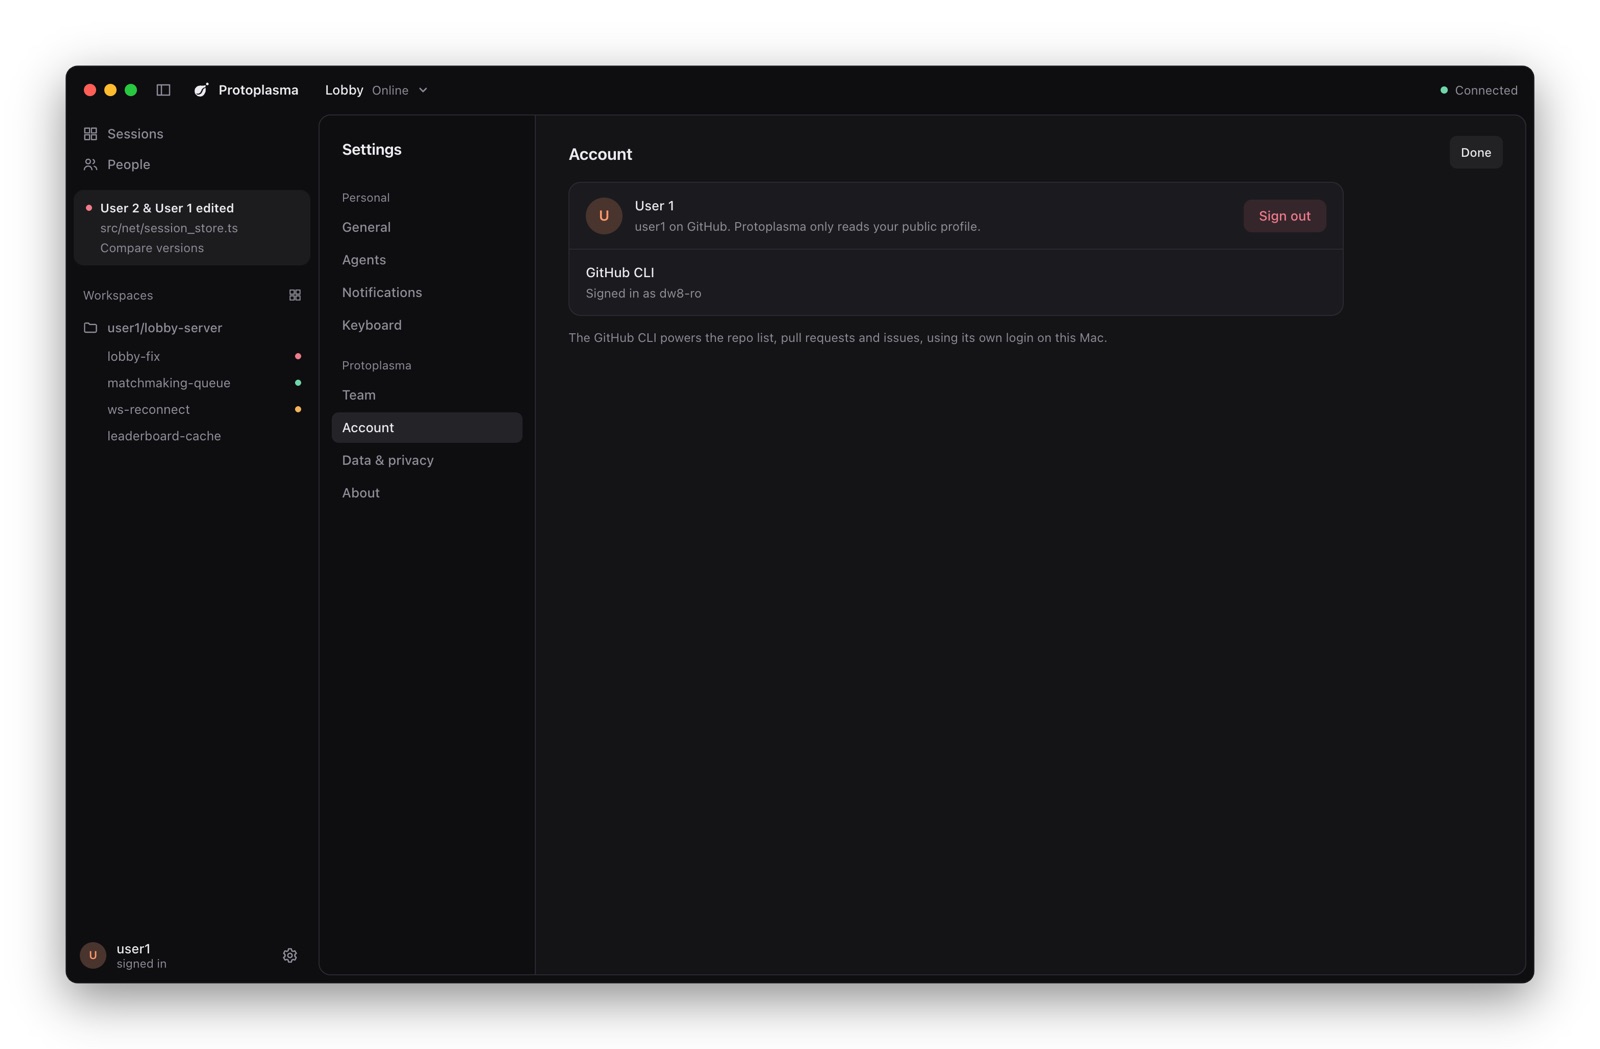 Protoplasma
Lobby Online
Connected
Sessions
People
User 2 & User 1 edited
src/net/session_store.ts
Compare versions
Workspaces
user1/lobby-server
lobby-fix
matchmaking-queue
ws-reconnect
leaderboard-cache
U
user1
signed in
Settings
Personal
General
Agents
Notifications
Keyboard
Protoplasma
Team
Account
Data & privacy
About
Account
Done
U
User 1
user1 on GitHub. Protoplasma only reads your public profile.
Sign out
GitHub CLI
Signed in as dw8-ro
The GitHub CLI powers the repo list, pull requests and issues, using its own login on this Mac.